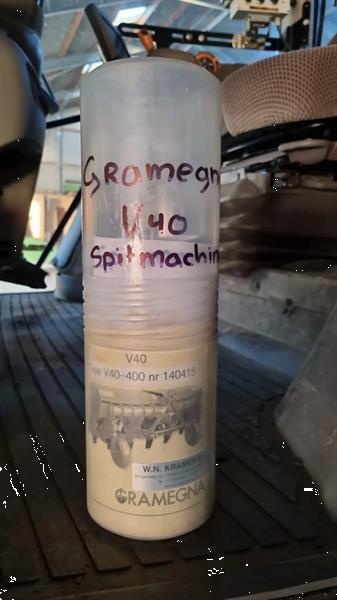 Gramegn
V40
Spitmachin
V40
V40-400 nr 140415
W.N. KRAMER
GRAMEGNA